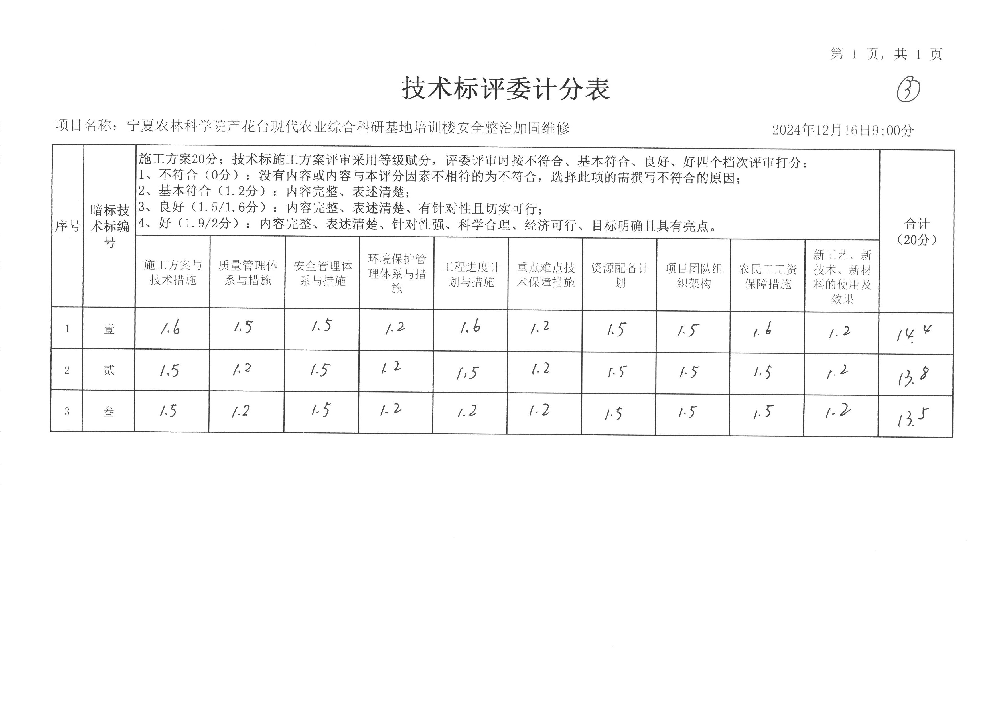 第 1 页，共 1 页
技术标评委计分表
③
项目名称：宁夏农林科学院芦花台现代农业综合科研基地培训楼安全整治加固维修
2024年12月16日9:00分
序号
暗标技
术标编
号
施工方案20分；技术标施工方案评审采用等级赋分，评委评审时按不符合、基本符合、良好、好四个档次评审打分；
1、不符合（0分）：没有内容或内容与本评分因素不相符的为不符合，选择此项的需撰写不符合的原因；
2、基本符合（1.2分）：内容完整、表述清楚；
3、良好（1.5/1.6分）：内容完整、表述清楚、有针对性且切实可行；
4、好（1.9/2分）：内容完整、表述清楚、针对性强、科学合理、经济可行、目标明确且具有亮点。
合计
（20分）
施工方案与
技术措施
质量管理体
系与措施
安全管理体
系与措施
环境保护管
理体系与措
施
工程进度计
划与措施
重点难点技
术保障措施
资源配备计
划
项目团队组
织架构
农民工工资
保障措施
新工艺、新
技术、新材
料的使用及
效果
1 壹 1.6 1.5 1.5 1.2 1.6 1.2 1.5 1.5 1.6 1.2 14.4
2 贰 1.5 1.2 1.5 1.2 1.5 1.2 1.5 1.5 1.5 1.2 13.8
3 叁 1.5 1.2 1.5 1.2 1.2 1.2 1.5 1.5 1.5 1.2 13.5